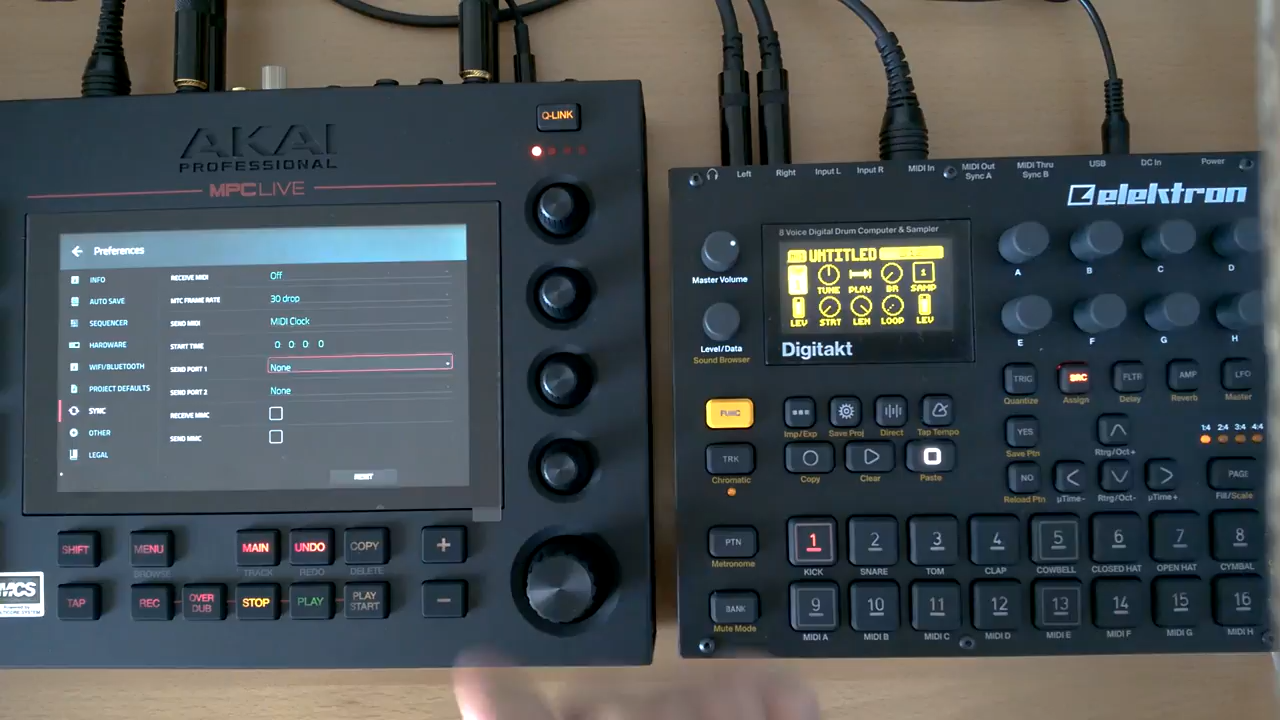 AKAI
PROFESSIONAL
MPC LIVE
Q-LINK
Preferences
INFO
AUTO SAVE
SEQUENCER
HARDWARE
WIFI/BLUETOOTH
PROJECT DEFAULTS
SYNC
OTHER
LEGAL
RECEIVE MIDI Off
MTC FRAME RATE 30 drop
SEND MIDI MIDI Clock
START TIME 0 0 0 0
SEND PORT 1 None
SEND PORT 2 None
RECEIVE MMC
SEND MMC
RESET
SHIFT MENU MAIN UNDO COPY +
BROWSE TRACK REDO DELETE
TAP REC OVER DUB STOP PLAY PLAY START −
MCS
Left Right Input L Input R MIDI In MIDI Out MIDI Thru USB DC In Power
Sync A Sync B
elektron
8 Voice Digital Drum Computer & Sampler
UNTITLED
TUNE PLAY BR SAMP
LEV STRT LEN LOOP LEV
Digitakt
Master Volume
Level/Data
Sound Browser
A B C D
E F G H
TRIG SRC FLTR AMP LFO
Quantize Assign Delay Reverb Master
FUNC
Imp/Exp Save Proj Direct Tap Tempo
YES
Save Ptn
Rtrg/Oct+
1:4 2:4 3:4 4:4
TRK
Chromatic
Copy Clear Paste
NO
Reload Ptn
µTime- Rtrg/Oct- µTime+
PAGE
Fill/Scale
PTN
Metronome
1 2 3 4 5 6 7 8
KICK SNARE TOM CLAP COWBELL CLOSED HAT OPEN HAT CYMBAL
BANK
Mute Mode
9 10 11 12 13 14 15 16
MIDI A MIDI B MIDI C MIDI D MIDI E MIDI F MIDI G MIDI H